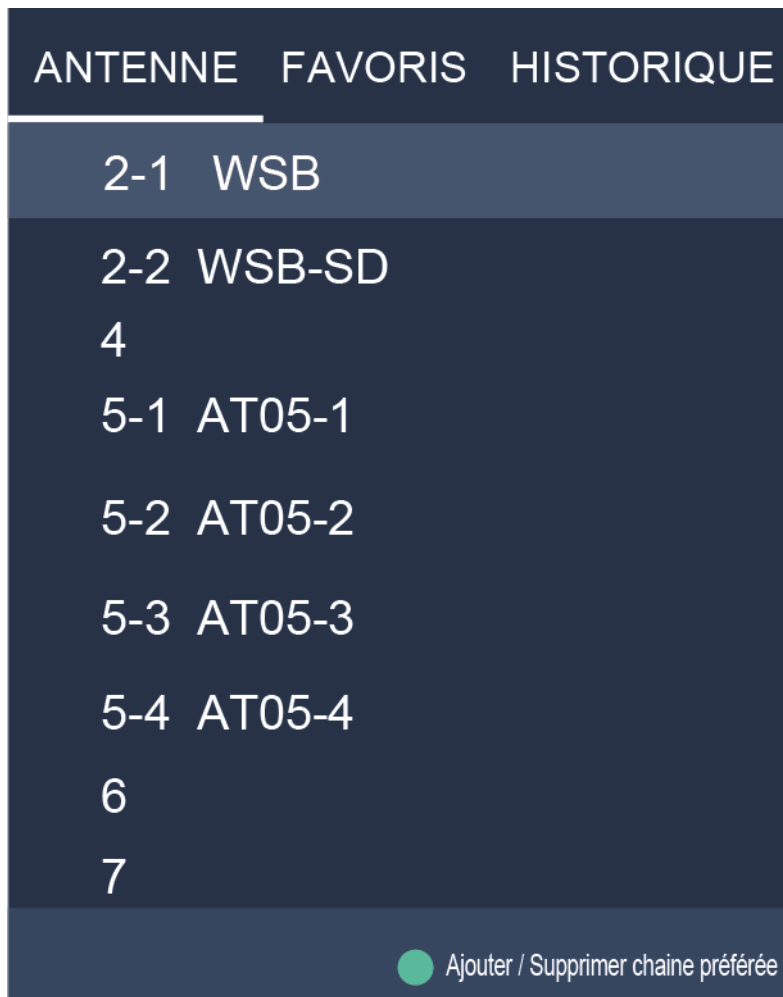 ANTENNE FAVORIS HISTORIQUE
2-1 WSB
2-2 WSB-SD
4
5-1 AT05-1
5-2 AT05-2
5-3 AT05-3
5-4 AT05-4
6
7
Ajouter / Supprimer chaine préférée